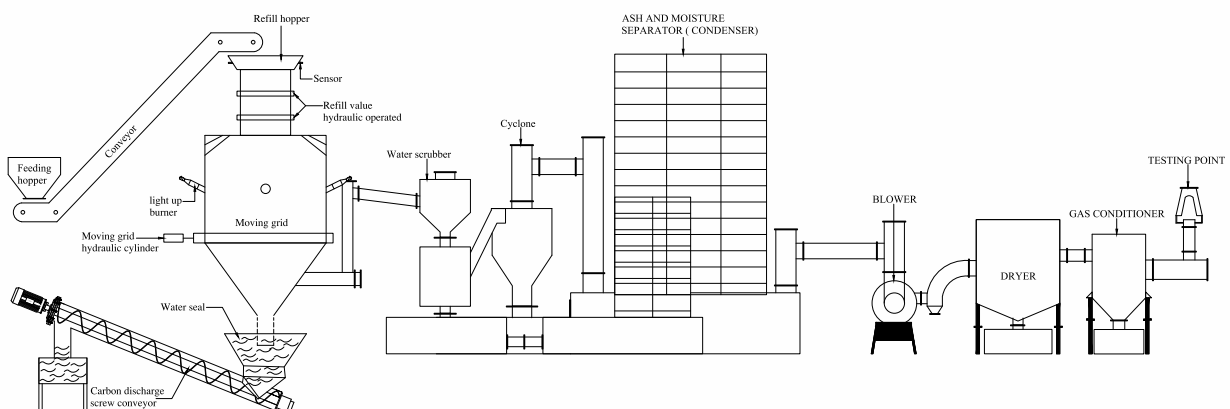 Refill hopper
Sensor
Refill value
hydraulic operated
Conveyor
Feeding
hopper
light up
burner
Moving grid
Moving grid
hydraulic cylinder
Water seal
Carbon discharge
screw conveyor
Water scrubber
Cyclone
ASH AND MOISTURE
SEPARATOR ( CONDENSER)
BLOWER
DRYER
GAS CONDITIONER
TESTING POINT